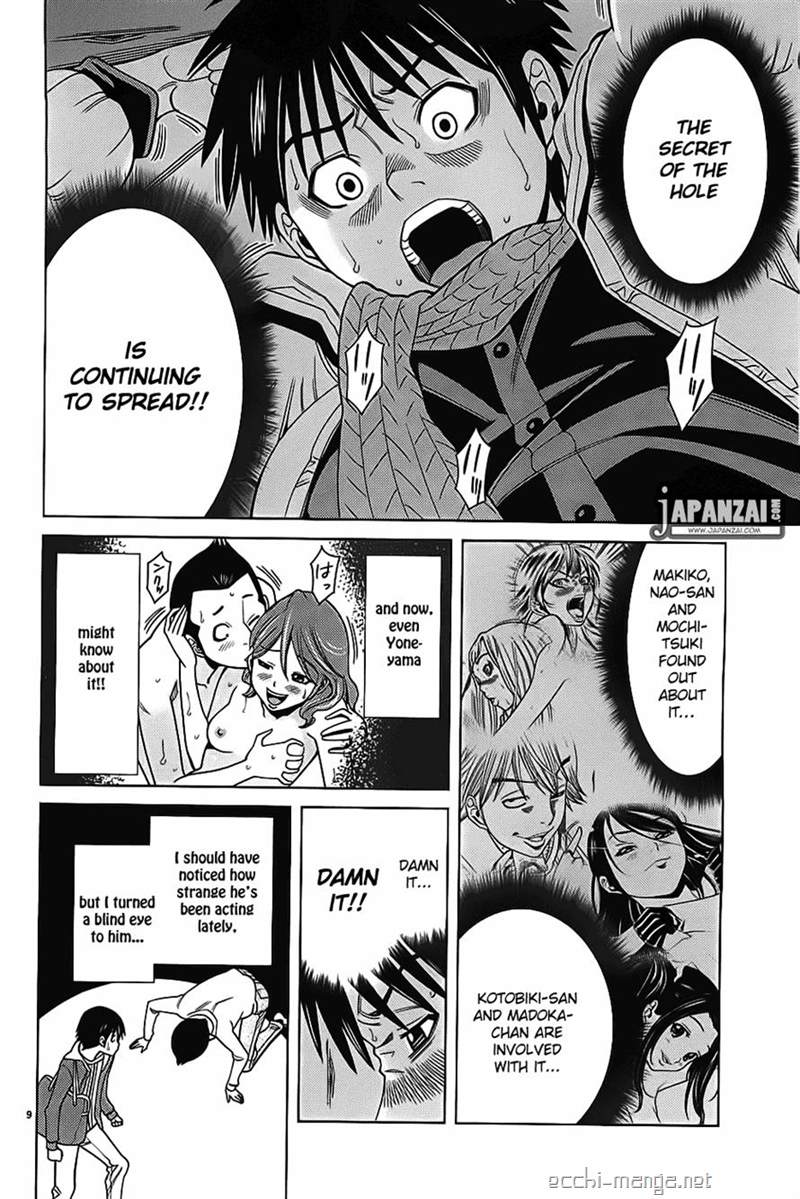 THE
SECRET
OF THE
HOLE
IS
CONTINUING
TO SPREAD!!
JAPANZAI.com
WWW.JAPANZAI.COM
MAKIKO,
NAO-SAN
AND
MOCHI-
TSUKI
FOUND
OUT
ABOUT
IT...
KOTOBIKI-SAN
AND MADOKA-
CHAN ARE
INVOLVED
WITH IT...
and now,
even
Yone-
yama
はっ
might
know
about
it!!
DAMN
IT...
DAMN
IT!!
I should have
noticed how
strange he's
been acting
lately.
but I turned
a blind eye
to him...
9
ecchi-manga.net